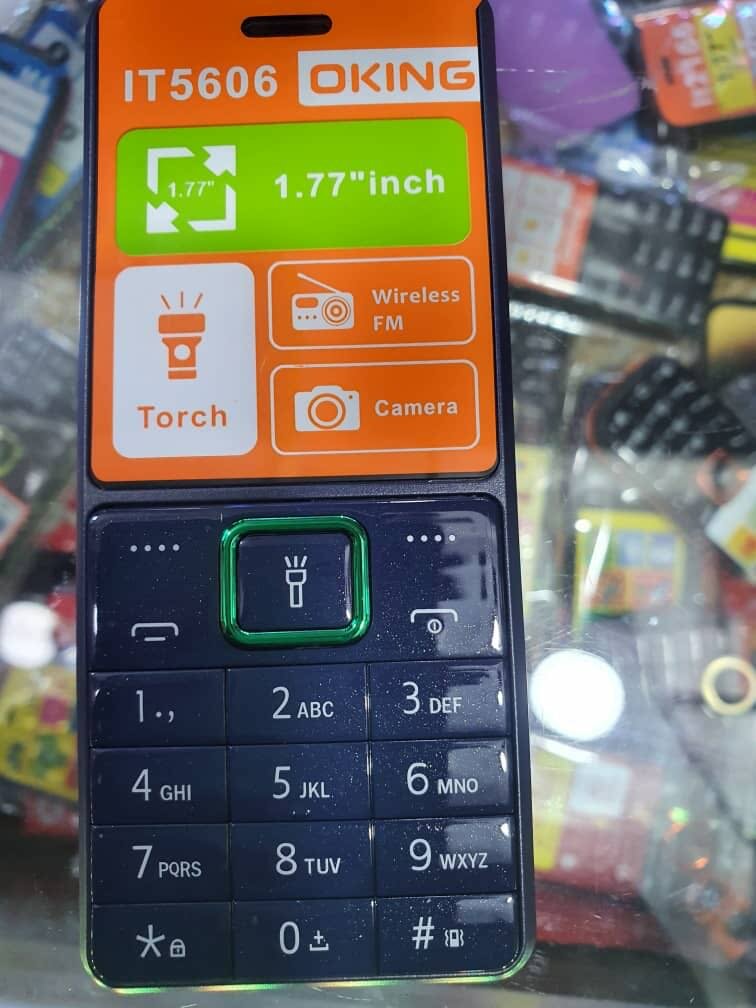 IT5606 OKING
1.77" 1.77"inch
Wireless
FM
Torch
Camera
1.,
2 ABC
3 DEF
4 GHI
5 JKL
6 MNO
7 PQRS
8 TUV
9 WXYZ
*
0
#